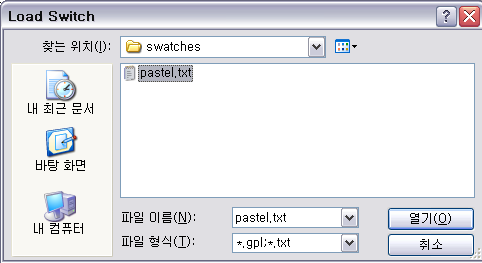 Load Switch
찾는 위치(I):
swatches
pastel,txt
내 최근 문서
바탕 화면
내 컴퓨터
파일 이름(N):
pastel,txt
열기(O)
파일 형식(T):
*,gpl;*,txt
취소